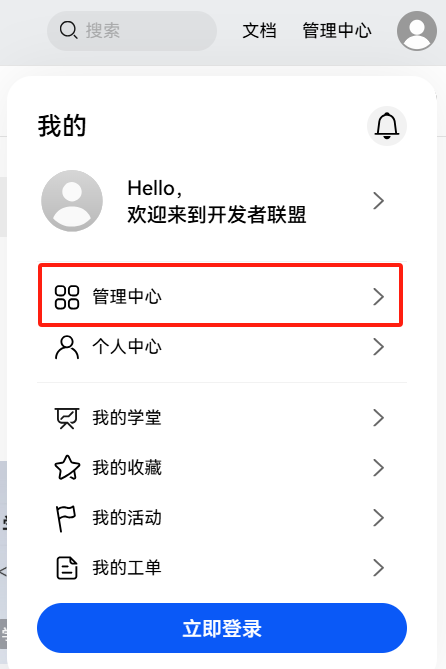 搜索
文档
管理中心
我的
Hello，
欢迎来到开发者联盟
管理中心
个人中心
我的学堂
我的收藏
我的活动
我的工单
立即登录